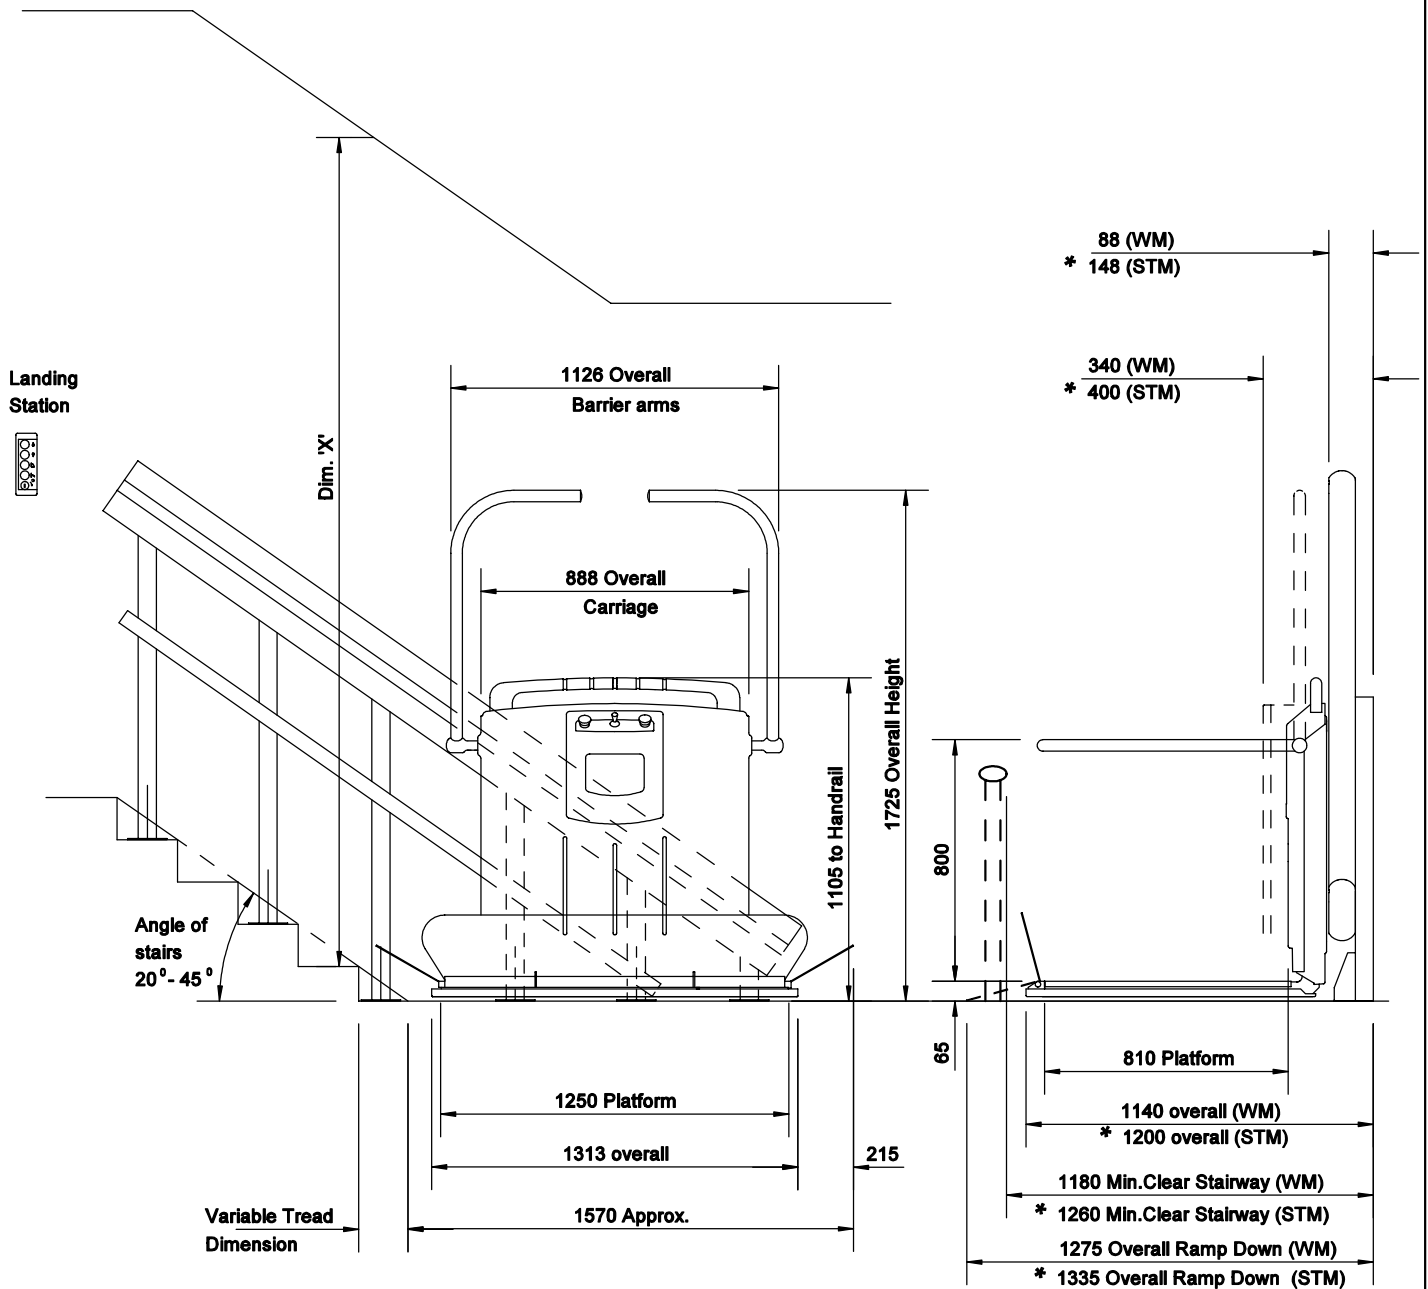 88 (WM)
* 148 (STM)
340 (WM)
* 400 (STM)
Landing
Station
1126 Overall
Barrier arms
Dim. 'X'
888 Overall
Carriage
1725 Overall Height
1105 to Handrail
800
Angle of
stairs
20° - 45°
65
810 Platform
1250 Platform
1140 overall (WM)
* 1200 overall (STM)
1313 overall
215
1180 Min.Clear Stairway (WM)
* 1260 Min.Clear Stairway (STM)
Variable Tread
Dimension
1570 Approx.
1275 Overall Ramp Down (WM)
* 1335 Overall Ramp Down (STM)